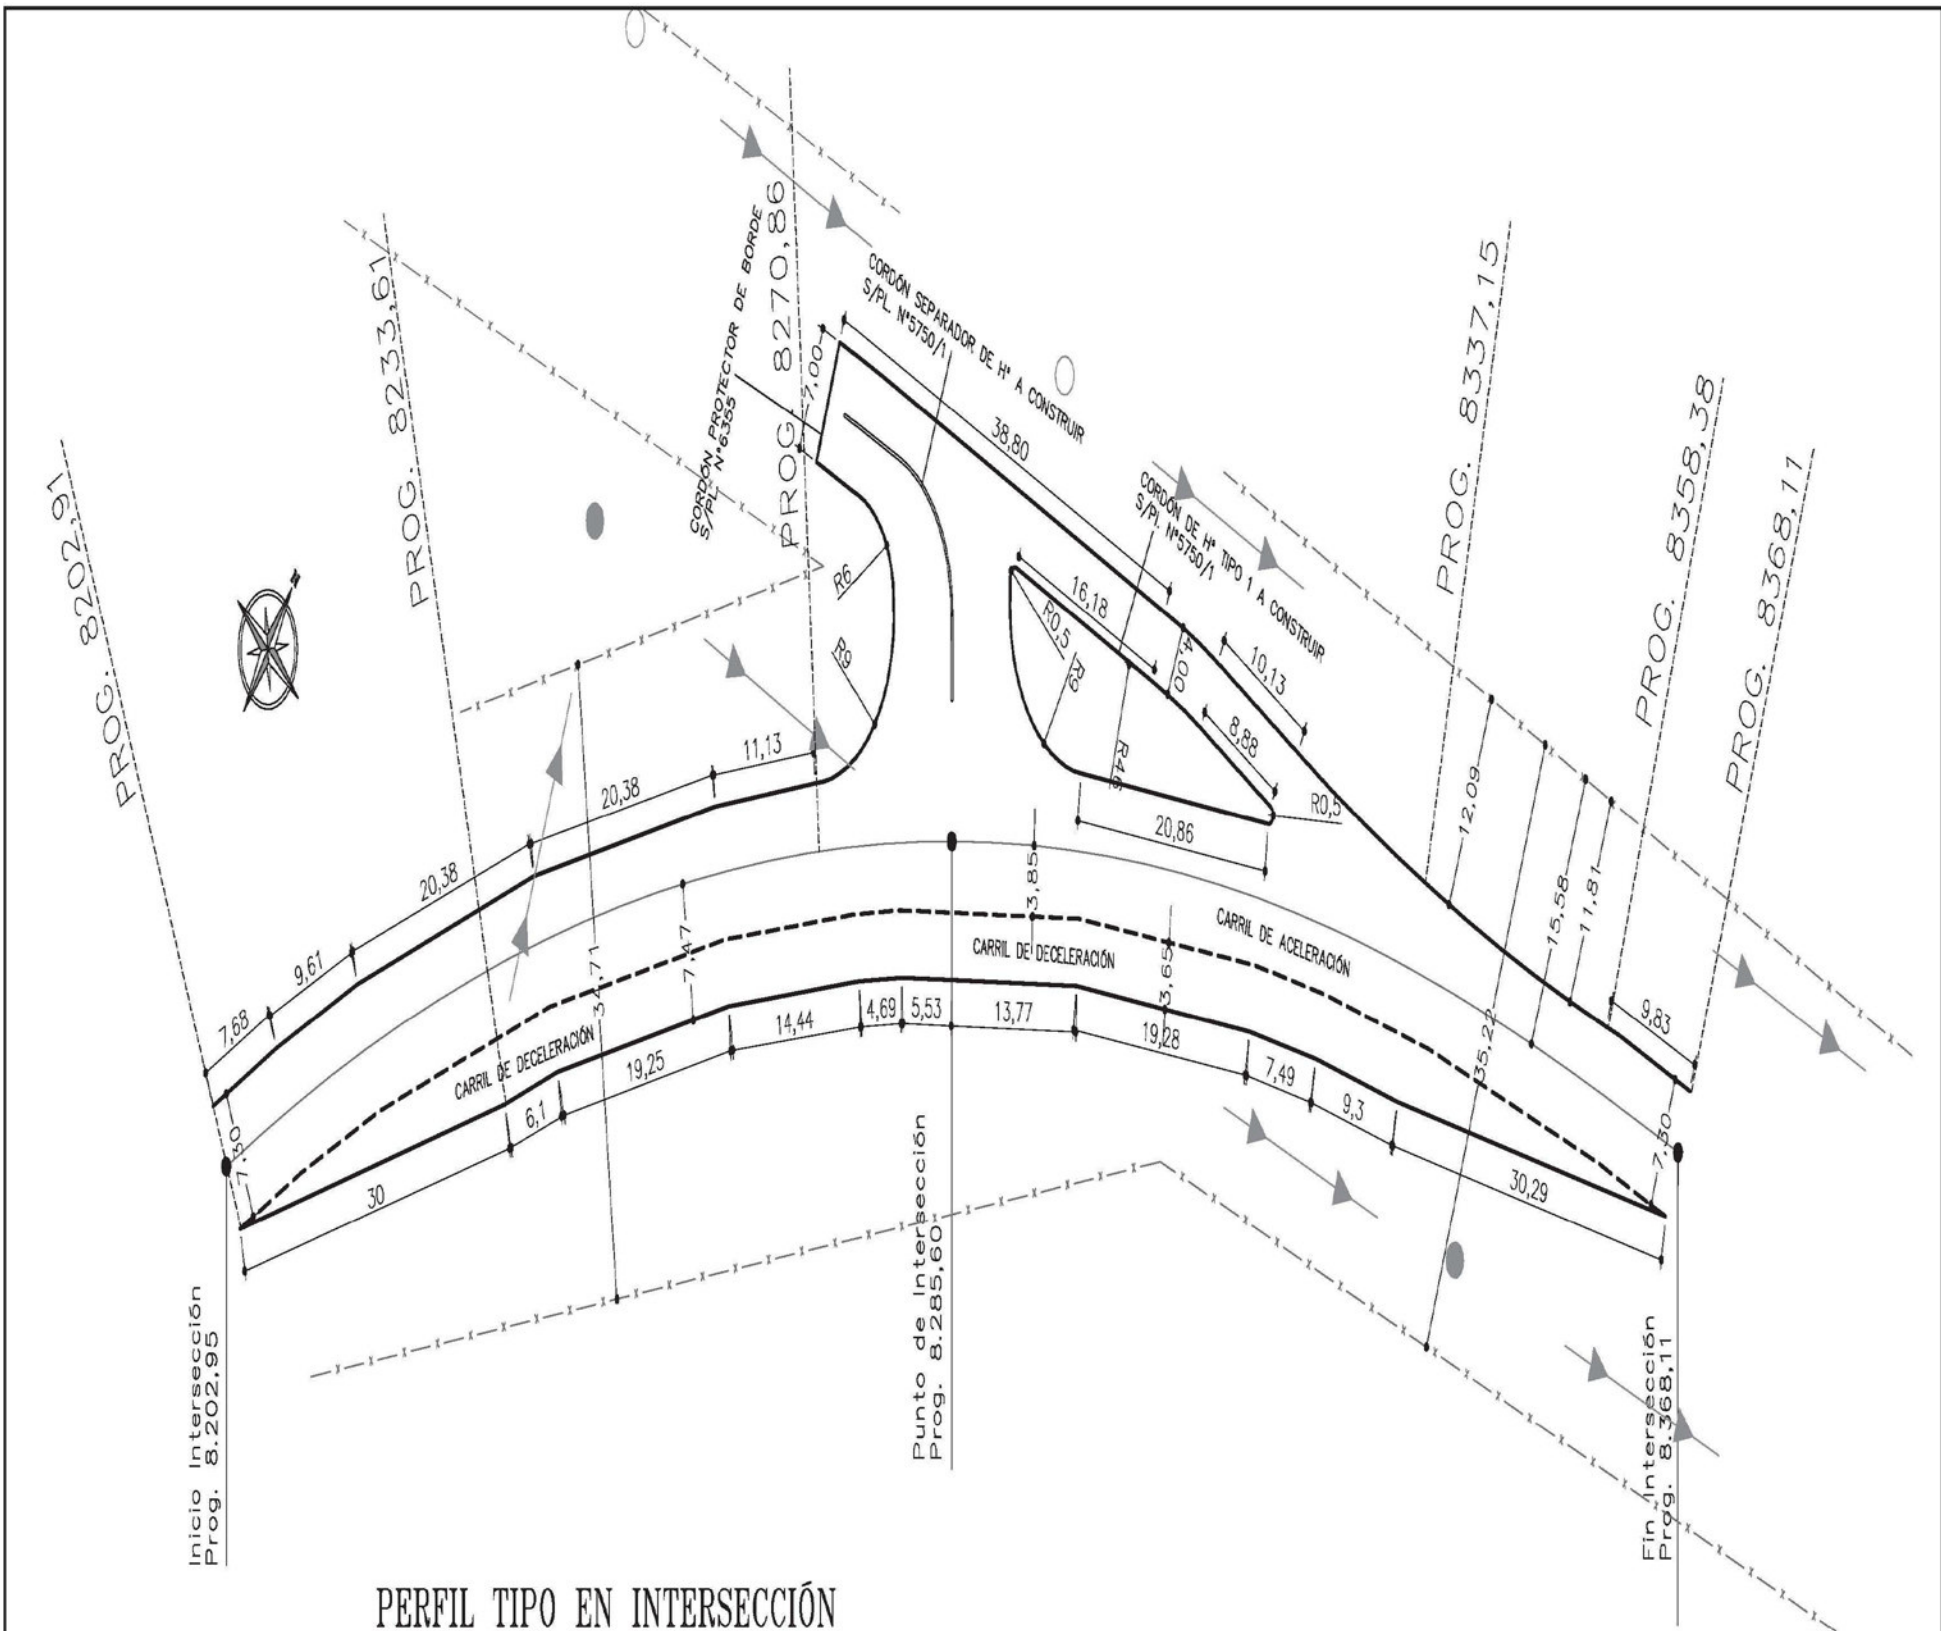 PROG. 8202,91
PROG. 8233,61
PROG. 8270,86
PROG. 8337,15
PROG. 8358,38
PROG. 8368,11
CORDÓN PROTECTOR DE BORDE
S/PL. N°6355
CORDÓN SEPARADOR DE H° A CONSTRUIR
S/PL. N°5750/1
CORDÓN DE H° TIPO 1 A CONSTRUIR
S/Pl. N°5750/1
N
7,00
38,80
R6
R9
16,18
R0,5
R9
4,00
10,13
8,88
R0,5
20,86
12,09
15,58
11,81
9,83
11,13
20,38
20,38
9,61
7,68
7,30
7,47
3,85
3,65
35,22
7,30
CARRIL DE ACELERACIÓN
CARRIL DE DECELERACIÓN
CARRIL DE DECELERACIÓN
30
6,1
19,25
14,44
4,69
5,53
13,77
19,28
7,49
9,3
30,29
Inicio Intersección
Prog. 8.202,95
Punto de Intersección
Prog. 8.285,60
Fin Intersección
Prog. 8.368,11
PERFIL TIPO EN INTERSECCIÓN